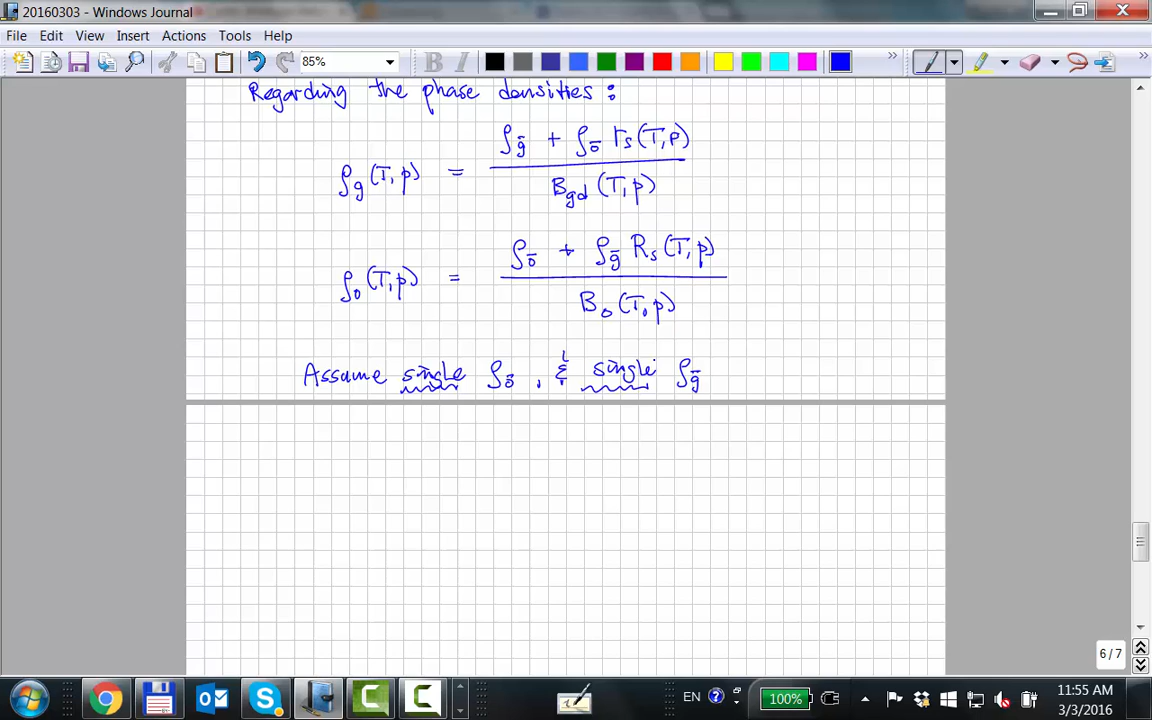 20160303 - Windows Journal
File Edit View Insert Actions Tools Help
85%
Regarding the phase densities :
ρg(T,p) = (ρḡ + ρō rs(T,p)) / Bgd(T,p)
ρo(T,p) = (ρō + ρḡ Rs(T,p)) / Bo(T,p)
Assume single ρō , & single ρḡ
6 / 7
EN
100%
11:55 AM
3/3/2016